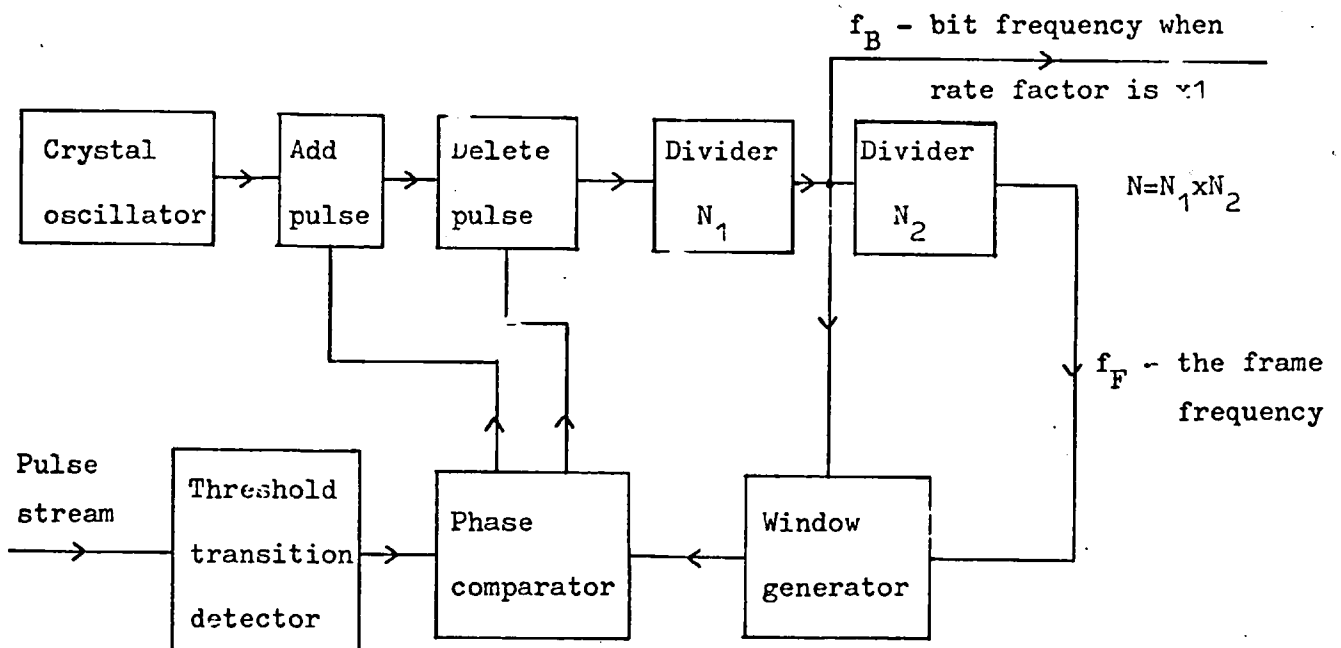 f_B - bit frequency when
rate factor is x1
Crystal
oscillator
Add
pulse
Delete
pulse
Divider
N_1
Divider
N_2
N=N_1xN_2
f_F - the frame
frequency
Pulse
stream
Threshold
transition
detector
Phase
comparator
Window
generator